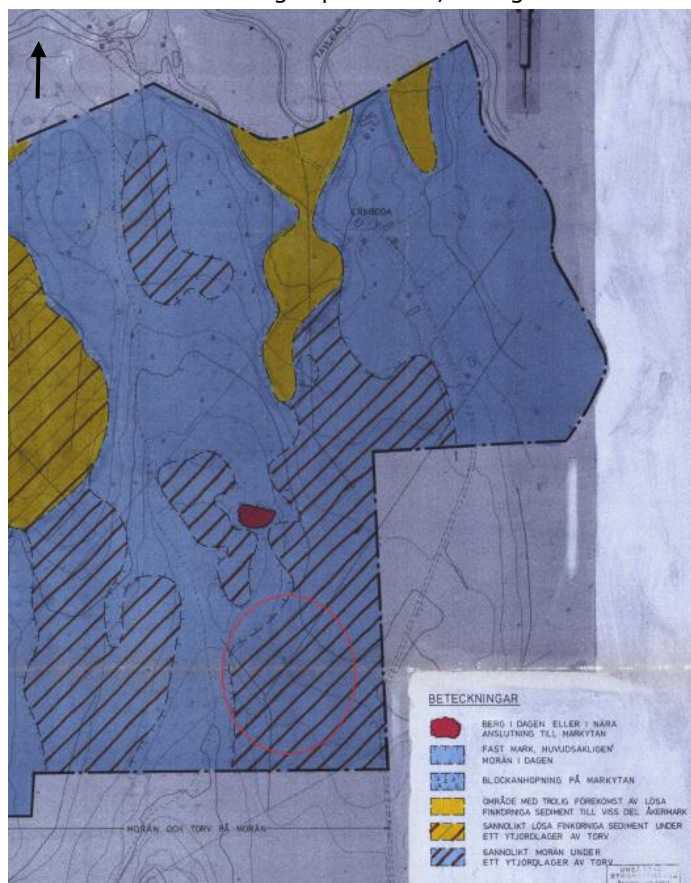 TAVELÅN
ERSBODA
BETECKNINGAR
BERG I DAGEN ELLER I NÄRA
ANSLUTNING TILL MARKYTAN
FAST MARK, HUVUDSAKLIGEN
MORÄN I DAGEN
BLOCKANHOPNING PÅ MARKYTAN
OMRÅDE MED TROLIG FÖREKOMST AV LÖSA
FINKORNIGA SEDIMENT TILL VISS DEL ÅKERMARK
SANNOLIKT LÖSA FINKORNIGA SEDIMENT UNDER
ETT YTJORDLAGER AV TORV
SANNOLIKT MORÄN UNDER
ETT YTJORDLAGER AV TORV
MORÄN OCH TORV PÅ MORÄN